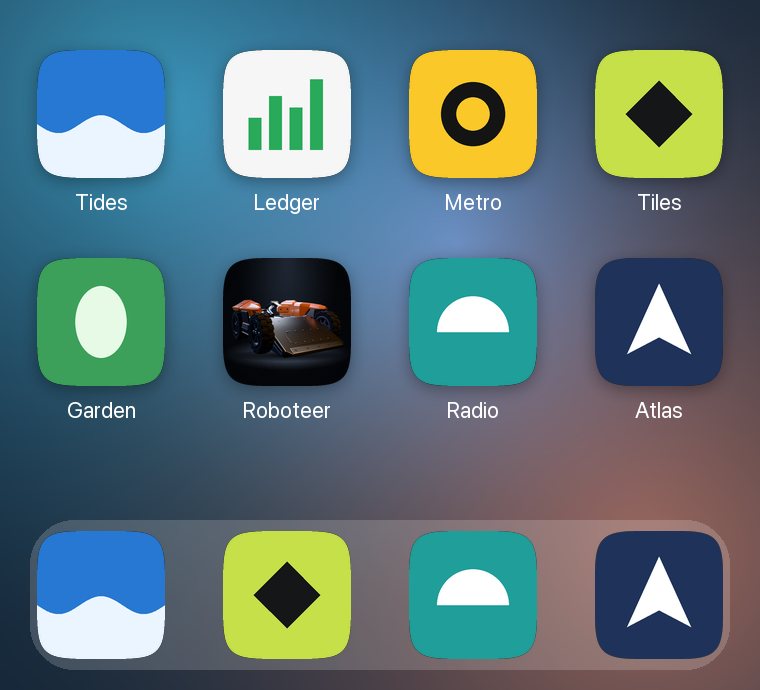 Tides
Ledger
Metro
Tiles
Garden
Roboteer
Radio
Atlas